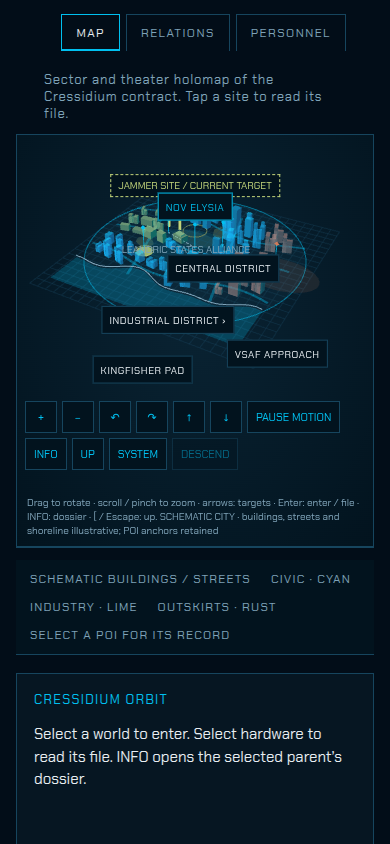 MAP
RELATIONS
PERSONNEL
Sector and theater holomap of the
Cressidium contract. Tap a site to read its
file.
JAMMER SITE / CURRENT TARGET
NOV ELYSIA
STATES ALLIANCE
CENTRAL DISTRICT
INDUSTRIAL DISTRICT ›
VSAF APPROACH
KINGFISHER PAD
+
−
↶
↷
↑
↓
PAUSE MOTION
INFO
UP
SYSTEM
DESCEND
Drag to rotate · scroll / pinch to zoom · arrows: targets · Enter: enter / file ·
INFO: dossier · [ / Escape: up. SCHEMATIC CITY · buildings, streets and
shoreline illustrative; POI anchors retained
SCHEMATIC BUILDINGS / STREETS
CIVIC · CYAN
INDUSTRY · LIME
OUTSKIRTS · RUST
SELECT A POI FOR ITS RECORD
CRESSIDIUM ORBIT
Select a world to enter. Select hardware to
read its file. INFO opens the selected parent's
dossier.